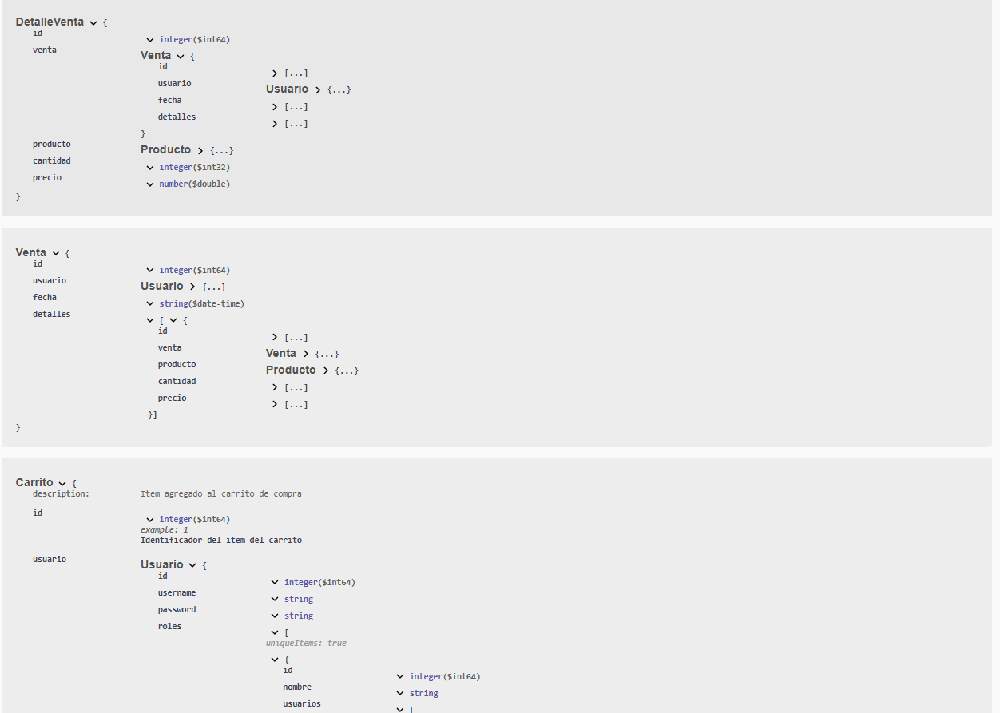 DetalleVenta {
id integer($int64)
venta Venta {
id [...]
usuario Usuario {...}
fecha [...]
detalles [...]
}
producto Producto {...}
cantidad integer($int32)
precio number($double)
}
Venta {
id integer($int64)
usuario Usuario {...}
fecha string($date-time)
detalles [ {
id [...]
venta Venta {...}
producto Producto {...}
cantidad [...]
precio [...]
}]
}
Carrito {
description: Item agregado al carrito de compra
id integer($int64)
example: 1
Identificador del item del carrito
usuario Usuario {
id integer($int64)
username string
password string
roles [
uniqueItems: true
{
id integer($int64)
nombre string
usuarios [